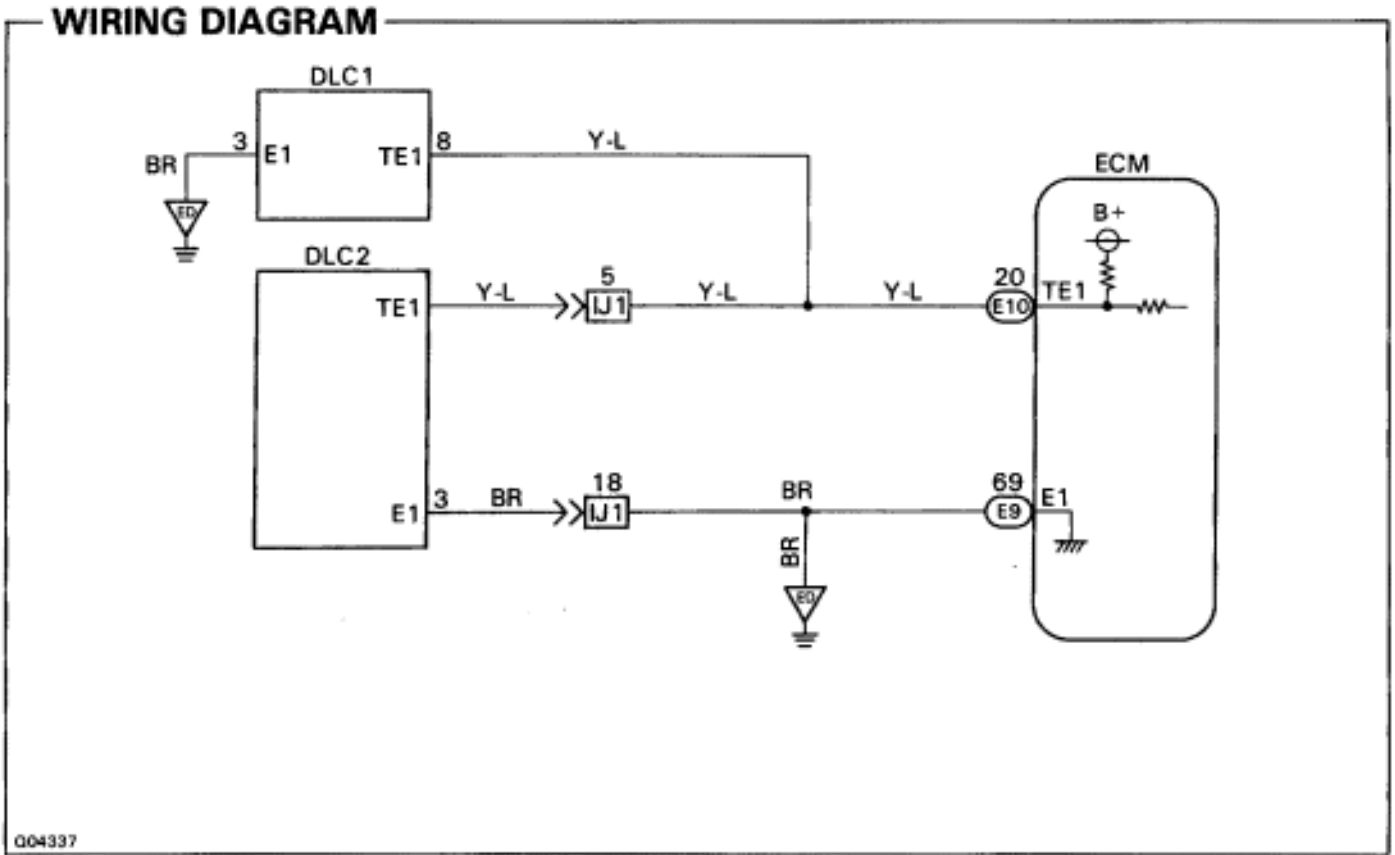 WIRING DIAGRAM
DLC1
3 E1 TE1 8 Y-L
BR
ED
ECM
B+
DLC2
TE1 Y-L 5 IJ1 Y-L Y-L 20 E10 TE1
E1 3 BR 18 IJ1 BR 69 E9 E1
BR
ED
Q04337